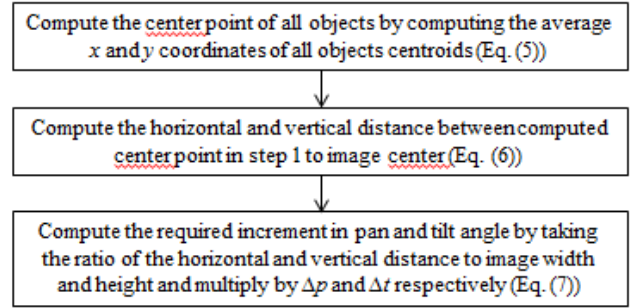 Compute the center point of all objects by computing the average
x and y coordinates of all objects centroids (Eq. (5))
Compute the horizontal and vertical distance between computed
center point in step 1 to image center (Eq. (6))
Compute the required increment in pan and tilt angle by taking
the ratio of the horizontal and vertical distance to image width
and height and multiply by Δp and Δt respectively (Eq. (7))